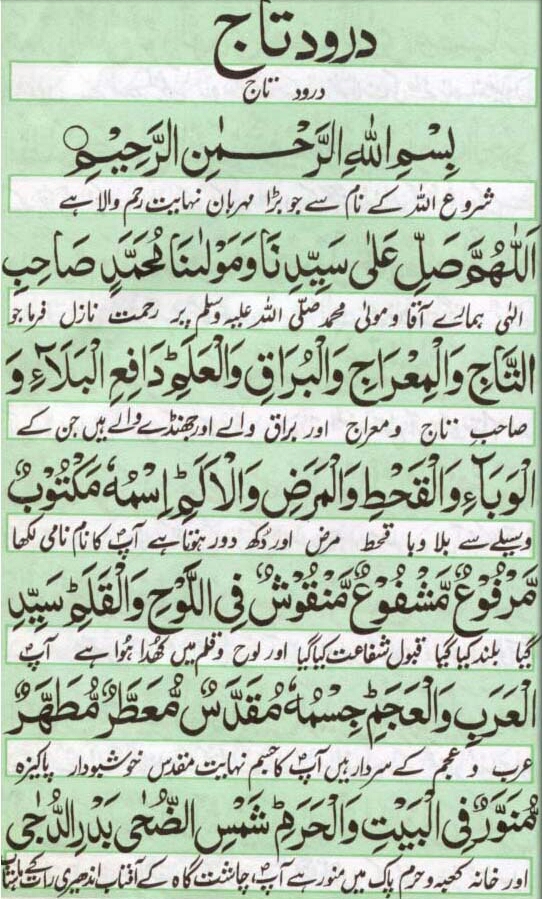 درود تاج
درود تاج
بِسْمِ اللّٰهِ الرَّحْمٰنِ الرَّحِيْمِ
شروع اللہ کے نام سے جو بڑا مہربان نہایت رحم والا ہے
اَللّٰهُمَّ صَلِّ عَلٰى سَيِّدِنَا وَمَوْلٰنَا مُحَمَّدٍ صَاحِبِ
الٰہی ہمارے آقا و مولیٰ محمد صلّی اللہ علیہ وسلم پر رحمت نازل فرما جو
التَّاجِ وَالْمِعْرَاجِ وَالْبُرَاقِ وَالْعَلَمِؕ دَافِعِ الْبَلَآءِ وَ
صاحب تاج و معراج اور براق والے اور جھنڈے والے ہیں جن کے
الْوَبَآءِ وَالْقَحْطِ وَالْمَرَضِ وَالْاَلَمِؕ اِسْمُهٗ مَكْتُوْبٌ
وسیلے سے بلا وبا قحط مرض اور دُکھ دور ہوتا ہے آپؐ کا نام نامی لکھا
مَّرْفُوْعٌ مَّشْفُوْعٌ مَّنْقُوْشٌ فِى اللَّوْحِ وَالْقَلَمِؕ سَيِّدِ
گیا بلند کیا گیا قبول شفاعت کیا گیا اور لوح و قلم میں کُھدا ہُوا ہے آپؐ
الْعَرَبِ وَالْعَجَمِؕ جِسْمُهٗ مُقَدَّسٌ مُّعَطَّرٌ مُّطَهَّرٌ
عرب و عجم کے سردار ہیں آپؐ کا جسم نہایت مقدس خوشبودار پاکیزہ
مُّنَوَّرٌ فِى الْبَيْتِ وَالْحَرَمِؕ شَمْسِ الضُّحٰى بَدْرِ الدُّجٰى
اور خانہ کعبہ و حرم پاک میں منور ہے آپؐ چاشت گاہ کے آفتاب اندھیری رات کے